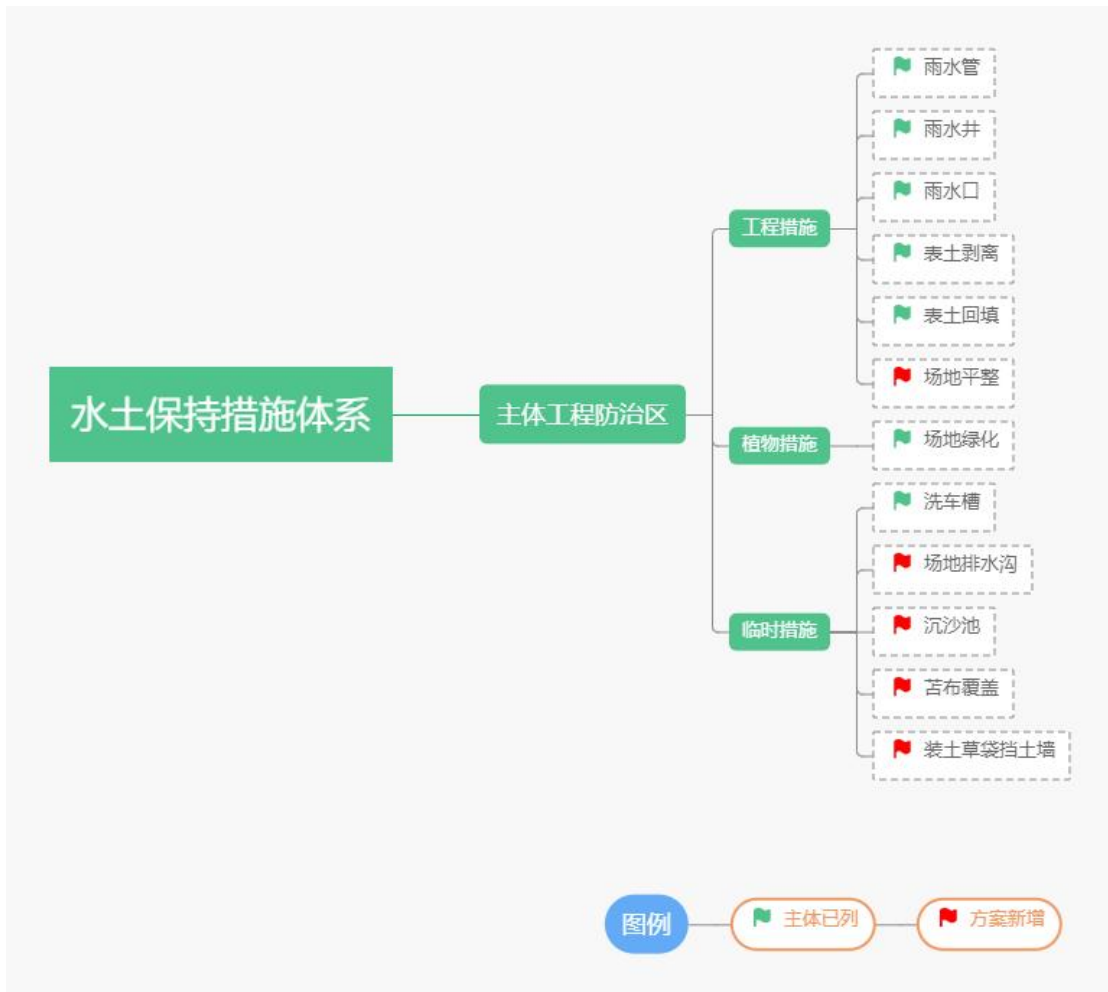 水土保持措施体系
主体工程防治区
工程措施
雨水管
雨水井
雨水口
表土剥离
表土回填
场地平整
植物措施
场地绿化
临时措施
洗车槽
场地排水沟
沉沙池
苫布覆盖
装土草袋挡土墙
图例
主体已列
方案新增